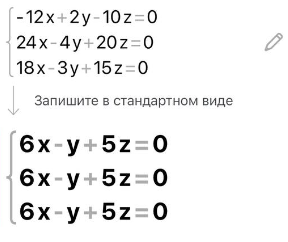 -12x+2y-10z=0
24x-4y+20z=0
18x-3y+15z=0
Запишите в стандартном виде
6x-y+5z=0
6x-y+5z=0
6x-y+5z=0